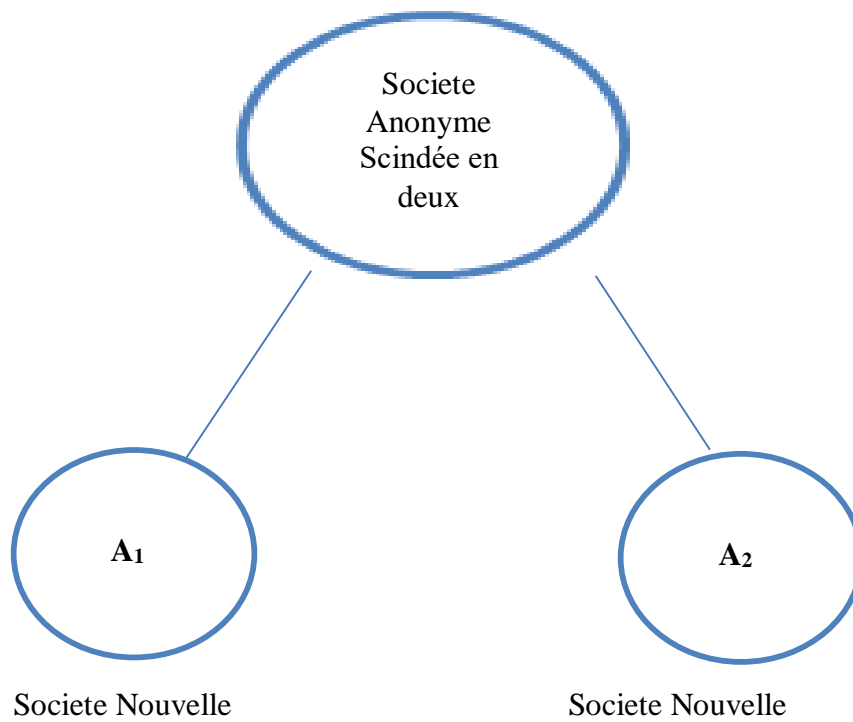 Societe
Anonyme
Scindée en
deux
A₁
A₂
Societe Nouvelle
Societe Nouvelle